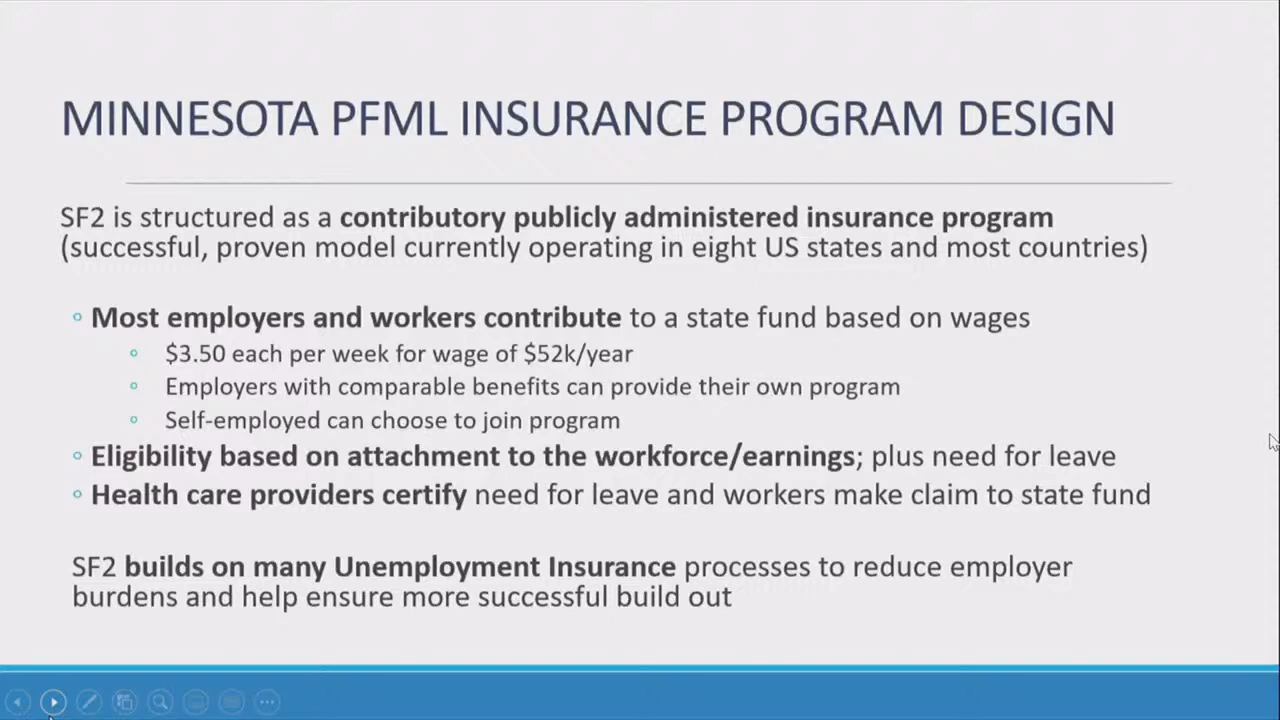 MINNESOTA PFML INSURANCE PROGRAM DESIGN
SF2 is structured as a contributory publicly administered insurance program
(successful, proven model currently operating in eight US states and most countries)
◦ Most employers and workers contribute to a state fund based on wages
◦ $3.50 each per week for wage of $52k/year
◦ Employers with comparable benefits can provide their own program
◦ Self-employed can choose to join program
◦ Eligibility based on attachment to the workforce/earnings; plus need for leave
◦ Health care providers certify need for leave and workers make claim to state fund
SF2 builds on many Unemployment Insurance processes to reduce employer
burdens and help ensure more successful build out